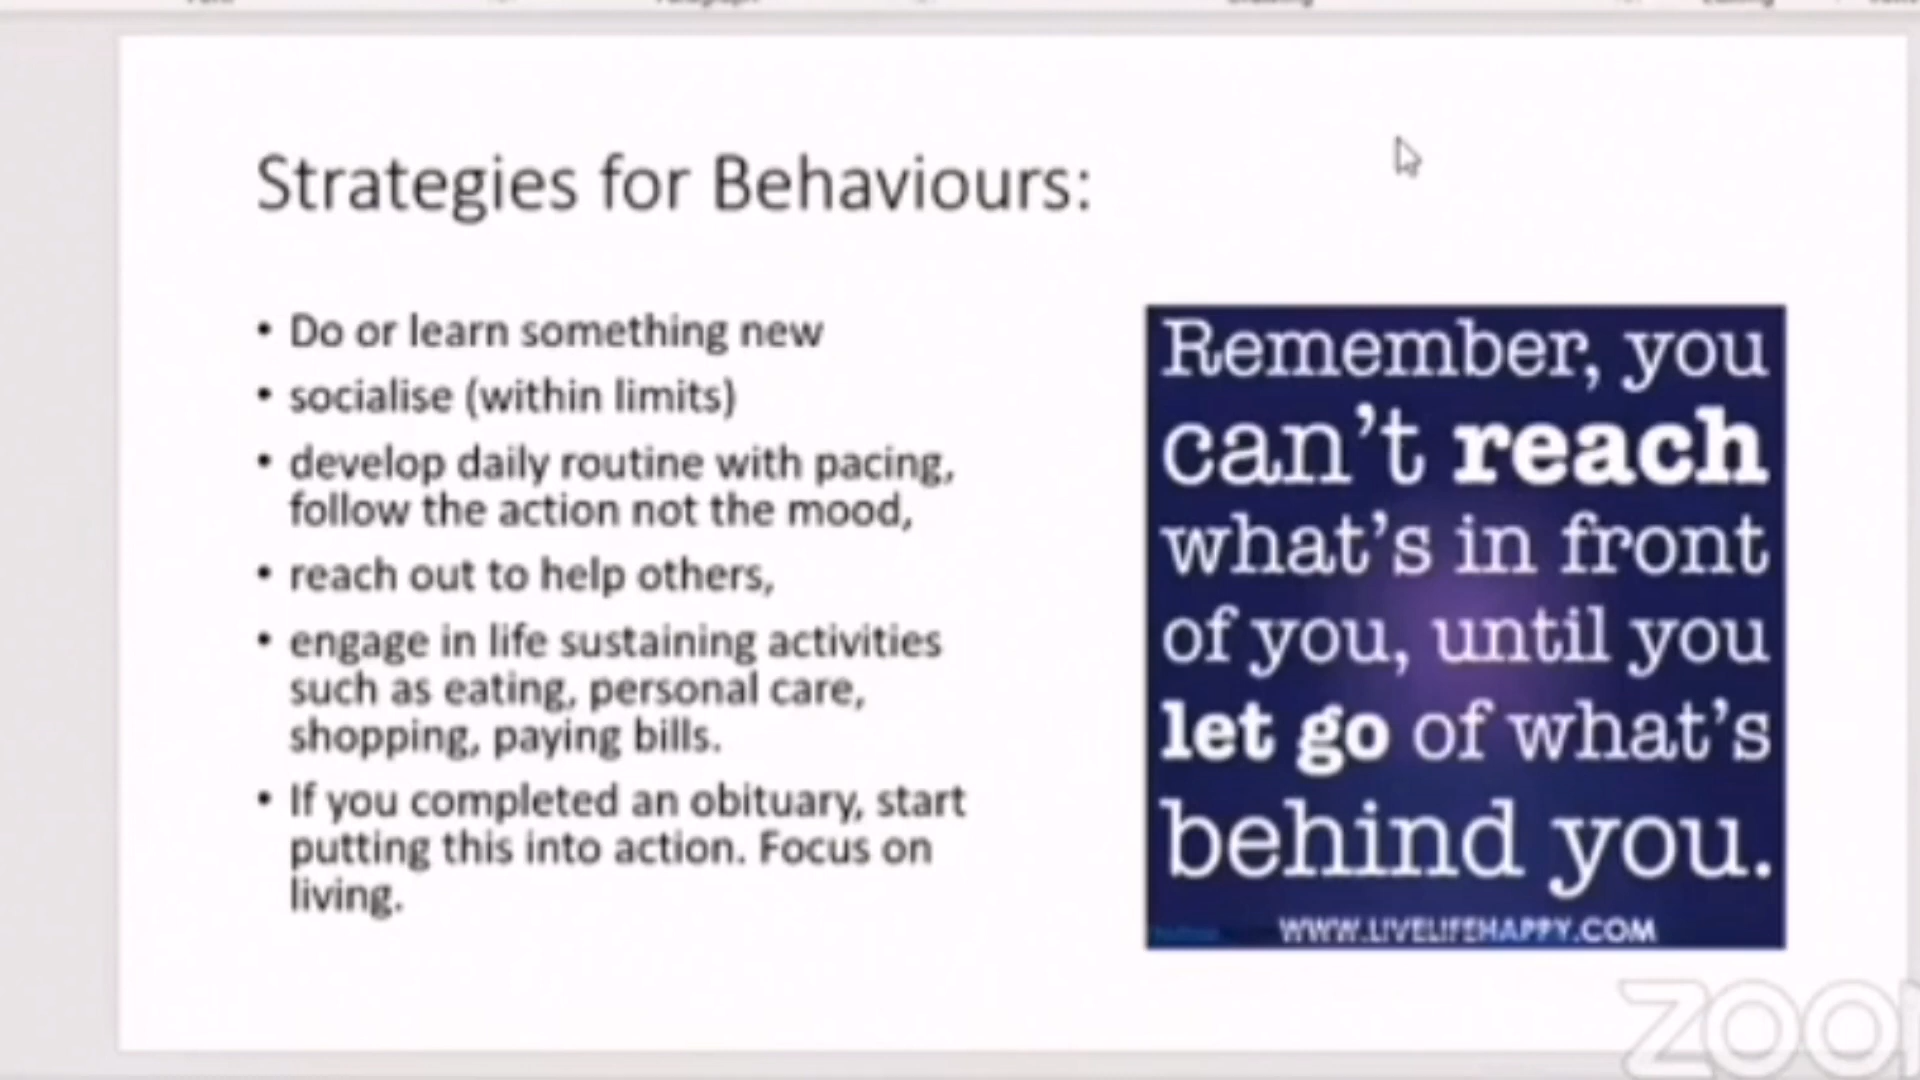 Strategies for Behaviours:
• Do or learn something new
• socialise (within limits)
• develop daily routine with pacing,
follow the action not the mood,
• reach out to help others,
• engage in life sustaining activities
such as eating, personal care,
shopping, paying bills.
• If you completed an obituary, start
putting this into action. Focus on
living.
Remember, you
can't reach
what's in front
of you, until you
let go of what's
behind you.
WWW.LIVELIFEHAPPY.COM